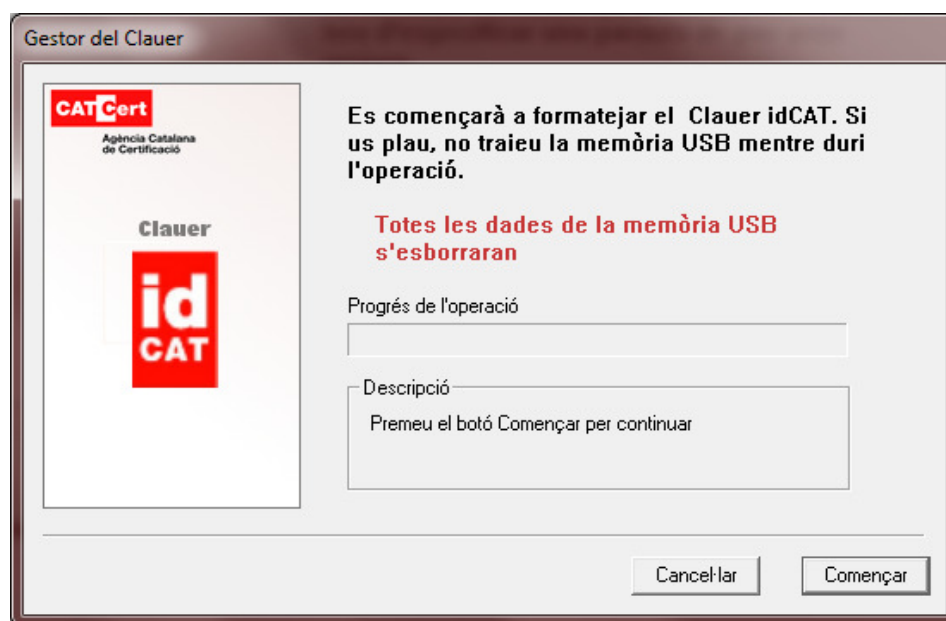 Gestor del Clauer
CATCert
Agència Catalana
de Certificació
Clauer
id
CAT
Es començarà a formatejar el Clauer idCAT. Si
us plau, no traieu la memòria USB mentre duri
l'operació.
Totes les dades de la memòria USB
s'esborraran
Progrés de l'operació
Descripció
Premeu el botó Començar per continuar
Cancel·lar
Començar